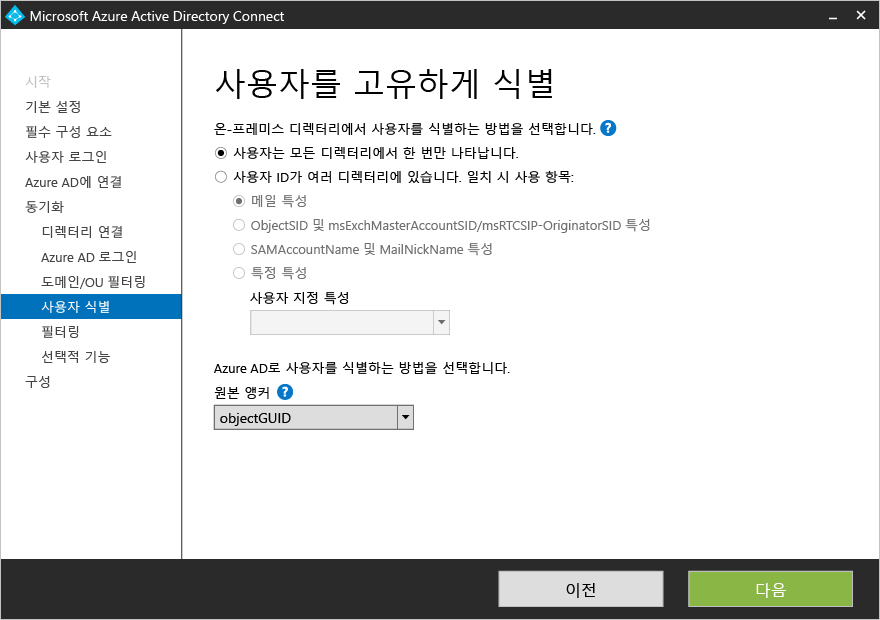 Microsoft Azure Active Directory Connect
시작
기본 설정
필수 구성 요소
사용자 로그인
Azure AD에 연결
동기화
디렉터리 연결
Azure AD 로그인
도메인/OU 필터링
사용자 식별
필터링
선택적 기능
구성
사용자를 고유하게 식별
온-프레미스 디렉터리에서 사용자를 식별하는 방법을 선택합니다. ?
사용자는 모든 디렉터리에서 한 번만 나타납니다.
사용자 ID가 여러 디렉터리에 있습니다. 일치 시 사용 항목:
메일 특성
ObjectSID 및 msExchMasterAccountSID/msRTCSIP-OriginatorSID 특성
SAMAccountName 및 MailNickName 특성
특정 특성
사용자 지정 특성
Azure AD로 사용자를 식별하는 방법을 선택합니다.
원본 앵커 ?
objectGUID
이전
다음